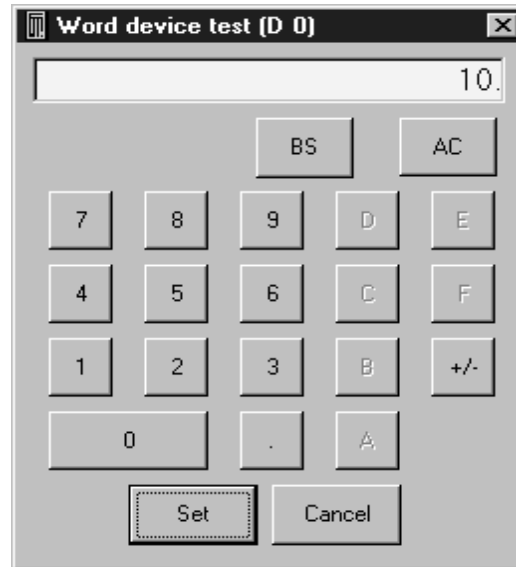 Word device test (D 0)
10.
BS AC
7 8 9 D E
4 5 6 C F
1 2 3 B +/-
0 . A
Set Cancel